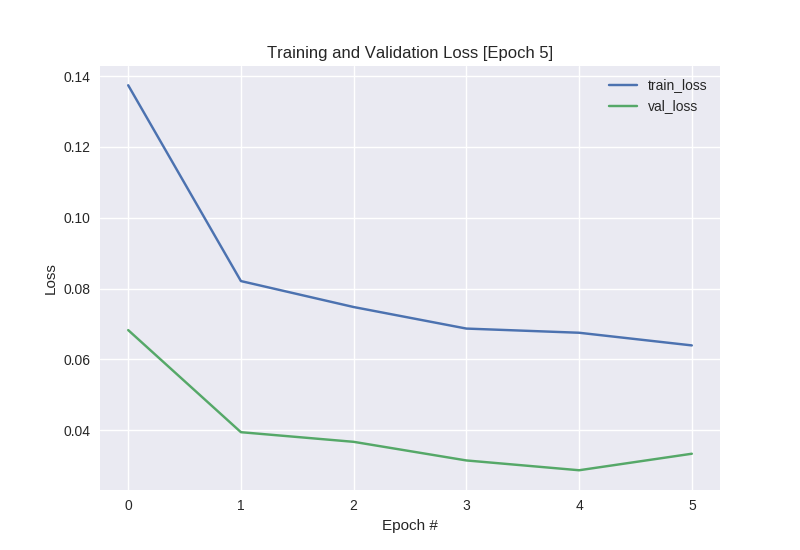 Training and Validation Loss [Epoch 5]
train_loss
val_loss
0.14
0.12
0.10
0.08
0.06
0.04
Loss
0 1 2 3 4 5
Epoch #